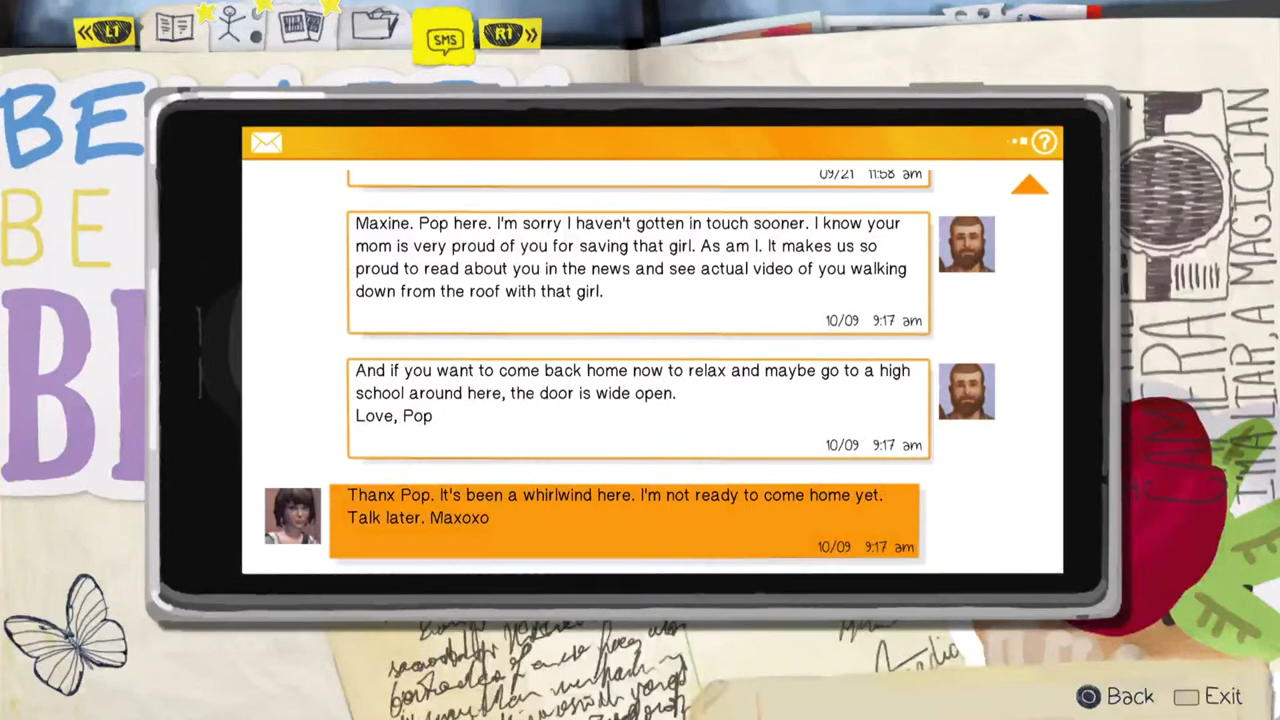 L1
SMS
R1
BE
BE
09/21 11:58 am
Maxine. Pop here. I'm sorry I haven't gotten in touch sooner. I know your
mom is very proud of you for saving that girl. As am I. It makes us so
proud to read about you in the news and see actual video of you walking
down from the roof with that girl.
10/09 9:17 am
And if you want to come back home now to relax and maybe go to a high
school around here, the door is wide open.
Love, Pop
10/09 9:17 am
Thanx Pop. It's been a whirlwind here. I'm not ready to come home yet.
Talk later. Maxoxo
10/09 9:17 am
CAMERA
A MAGICIAN
Back
Exit